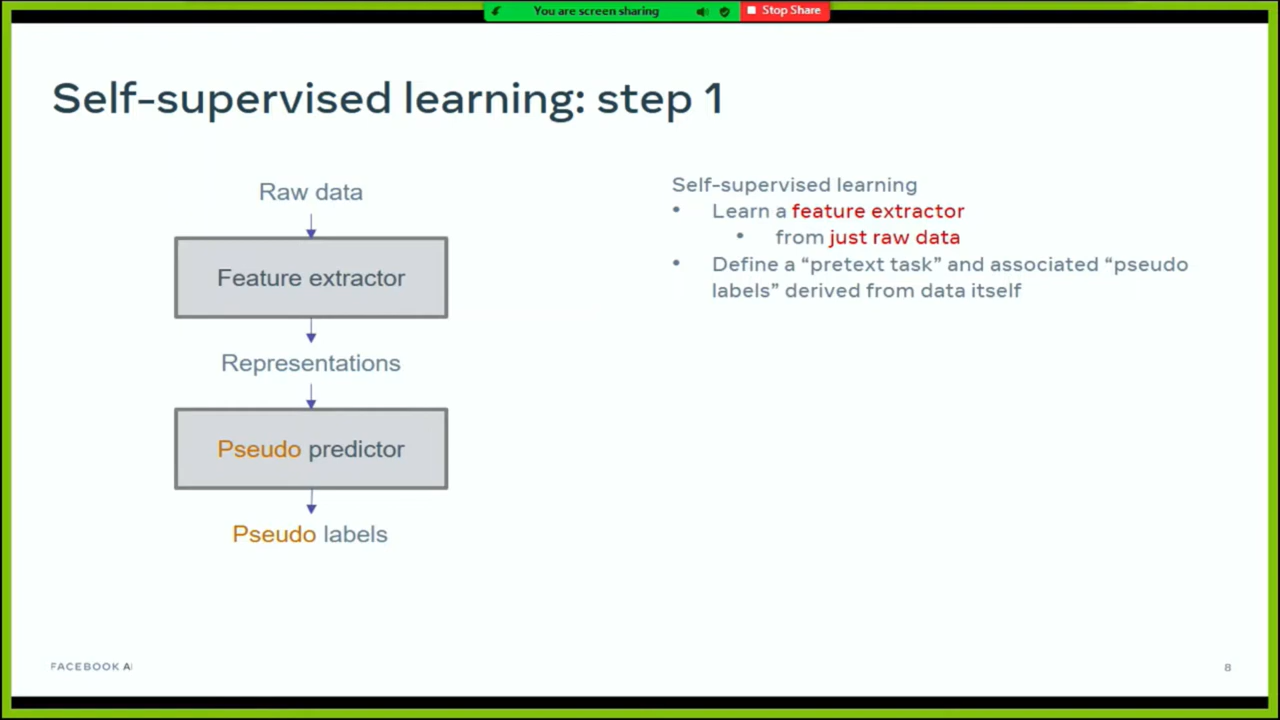 You are screen sharing
Stop Share
Self-supervised learning: step 1
Raw data
Feature extractor
Representations
Pseudo predictor
Pseudo labels
Self-supervised learning
• Learn a feature extractor
• from just raw data
• Define a “pretext task” and associated “pseudo
labels” derived from data itself
FACEBOOK AI
8